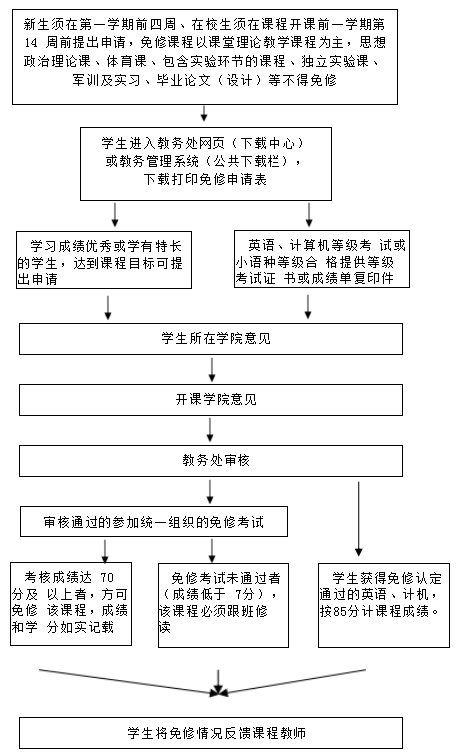 新生须在第一学期前四周、在校生须在课程开课前一学期第
14 周前提出申请，免修课程以课堂理论教学课程为主，思想
政治理论课、体育课、包含实验环节的课程、独立实验课、
军训及实习、毕业论文（设计）等不得免修
学生进入教务处网页（下载中心）
或教务管理系统（公共下载栏），
下载打印免修申请表
学习成绩优秀或学有特长
的学生，达到课程目标可提
出申请
英语、计算机等级考 试或
小语种等级合 格提供等级
考试证 书或成绩单复印件
学生所在学院意见
开课学院意见
教务处审核
审核通过的参加统一组织的免修考试
考核成绩达 70
分及 以上者，方可
免修 该课程，成绩
和学 分如实记载
免修考试未通过者
（成绩低于 7分），
该课程必须跟班修
读
学生获得免修认定
通过的英语、计机，
按85分计课程成绩。
学生将免修情况反馈课程教师